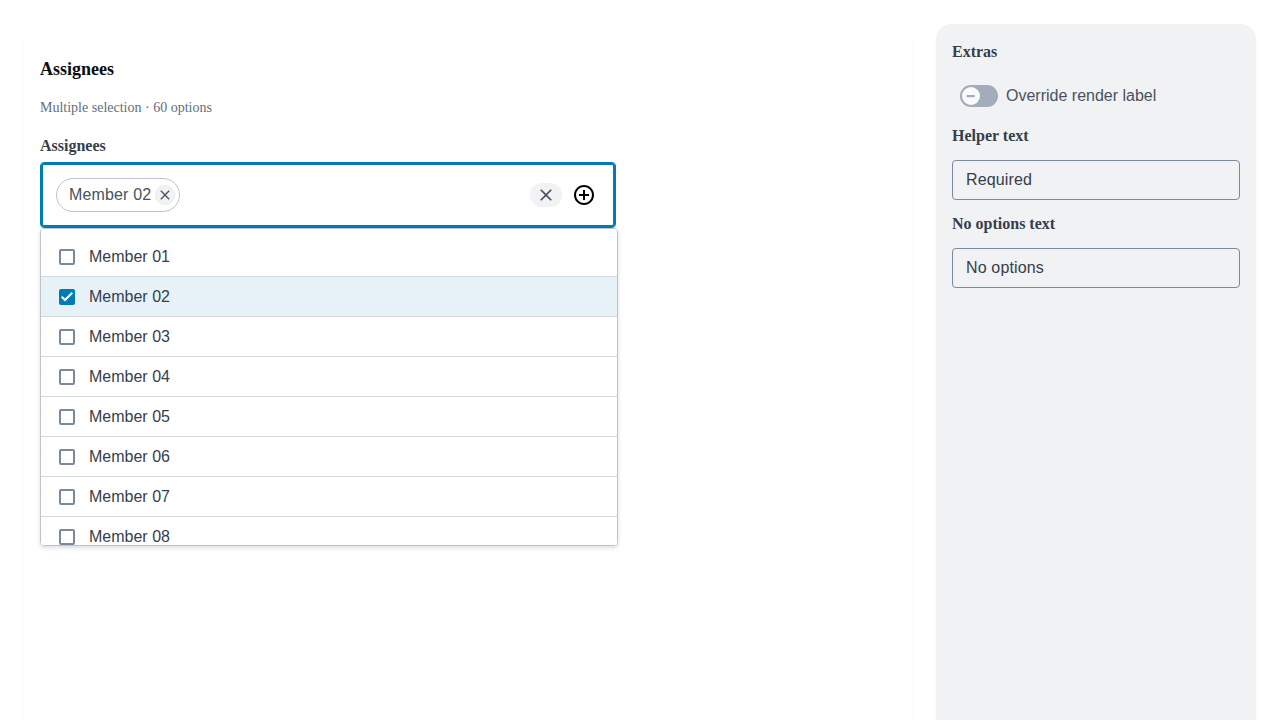 Assignees
Multiple selection · 60 options
Assignees
Member 02
Member 01
Member 02
Member 03
Member 04
Member 05
Member 06
Member 07
Member 08
Extras
Override render label
Helper text
Required
No options text
No options